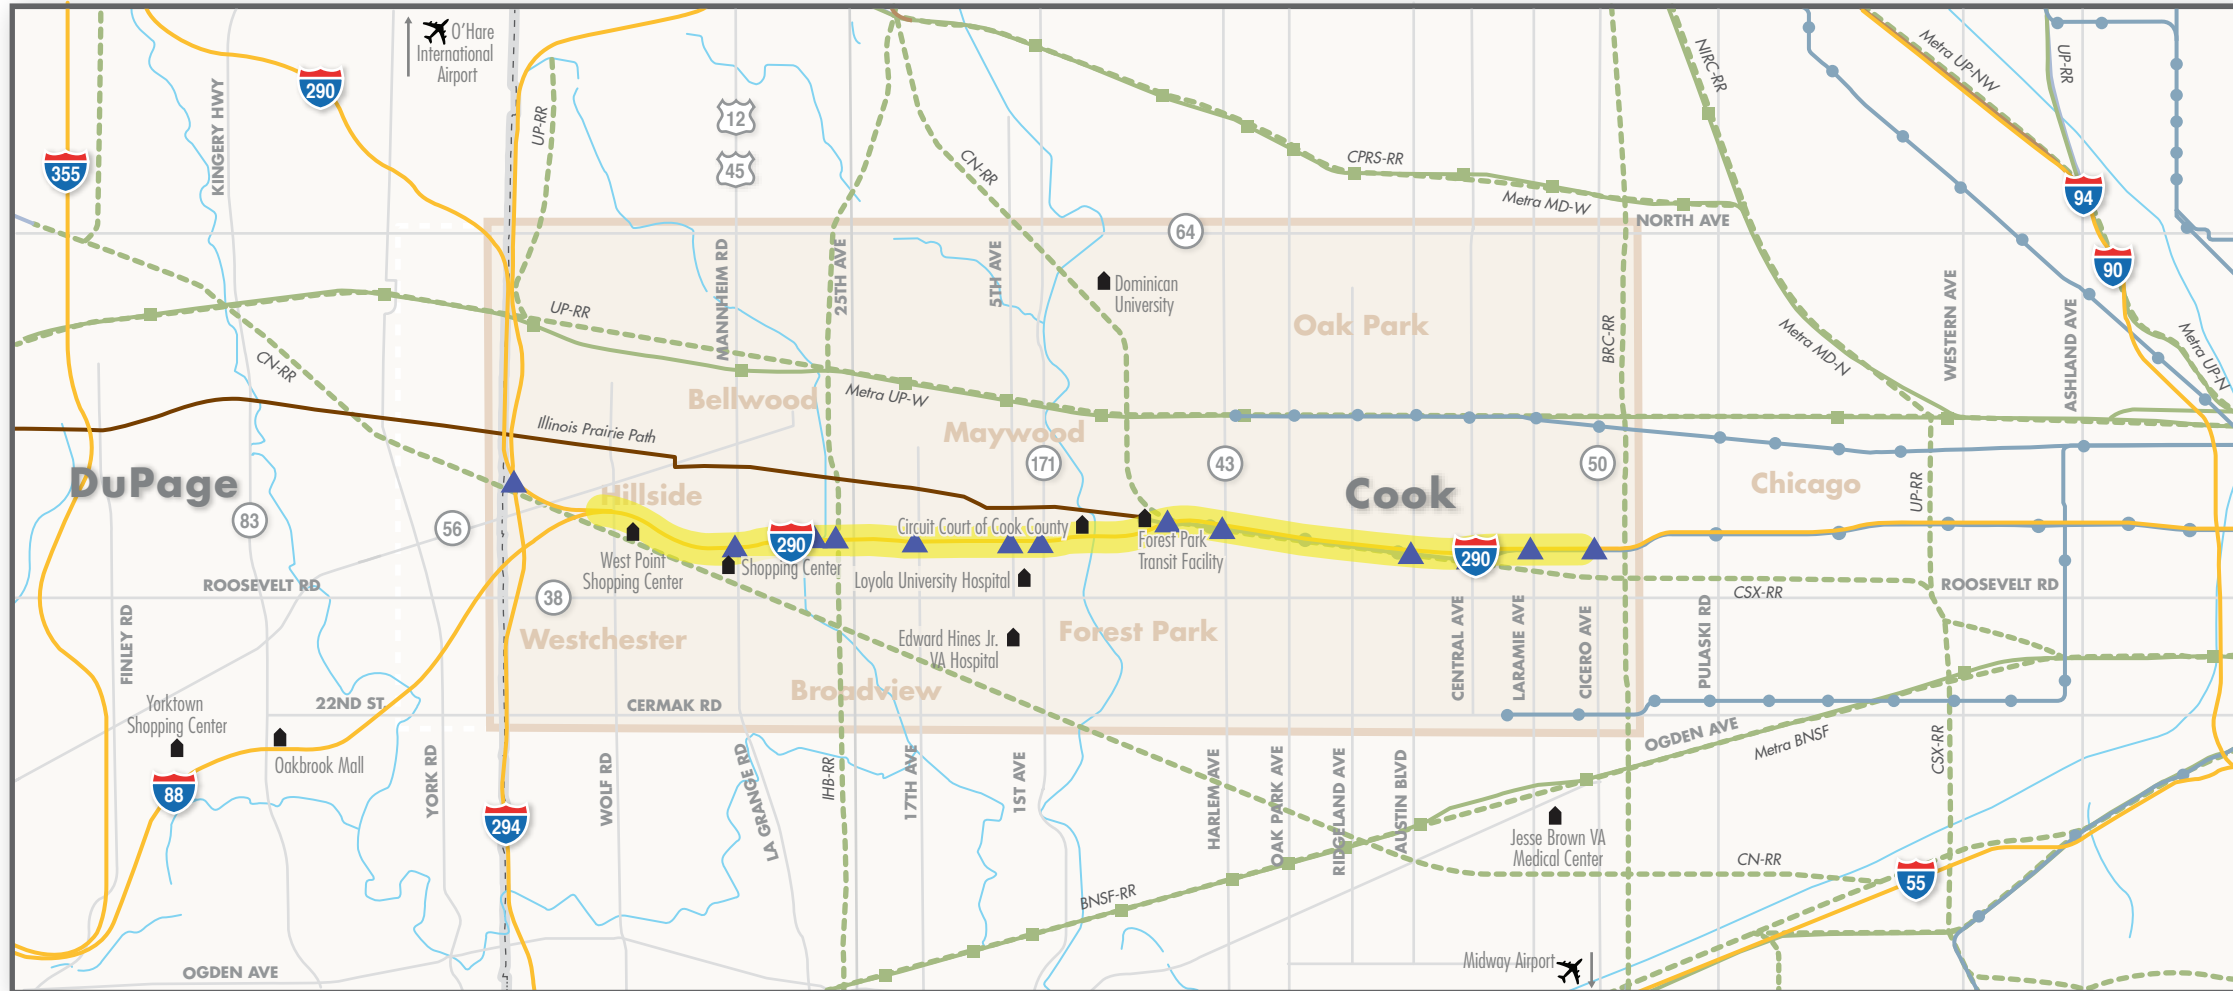 O'Hare
International
Airport
290
355
KINGERY HWY
UP-RR
12
45
CN-RR
CPRS-RR
Metra MD-W
NIRC-RR
Metra UP-NW
UP-RR
94
90
NORTH AVE
64
MANNHEIM RD
25TH AVE
5TH AVE
Dominican
University
Oak Park
BRC-RR
WESTERN AVE
ASHLAND AVE
Metra MD-N
Metra UP-N
UP-RR
CN-RR
Bellwood
Metra UP-W
Illinois Prairie Path
Maywood
171
43
50
DuPage
Hillside
Cook
Chicago
UP-RR
83
56
Circuit Court of Cook County
290
290
West Point
Shopping Center
Shopping Center
Forest Park
Transit Facility
Loyola University Hospital
ROOSEVELT RD
38
ROOSEVELT RD
CSX-RR
FINLEY RD
Westchester
Edward Hines Jr.
VA Hospital
Forest Park
CENTRAL AVE
LARAMIE AVE
CICERO AVE
PULASKI RD
Broadview
22ND ST.
CERMAK RD
Yorktown
Shopping Center
Oakbrook Mall
88
YORK RD
294
WOLF RD
LA GRANGE RD
IHB-RR
17TH AVE
1ST AVE
HARLEM AVE
OAK PARK AVE
RIDGELAND AVE
AUSTIN BLVD
OGDEN AVE
Metra BNSF
CSX-RR
Jesse Brown VA
Medical Center
CN-RR
55
BNSF-RR
Midway Airport
OGDEN AVE